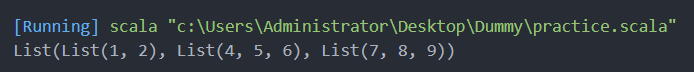 [Running] scala "c:\Users\Administrator\Desktop\Dummy\practice.scala"
List(List(1, 2), List(4, 5, 6), List(7, 8, 9))